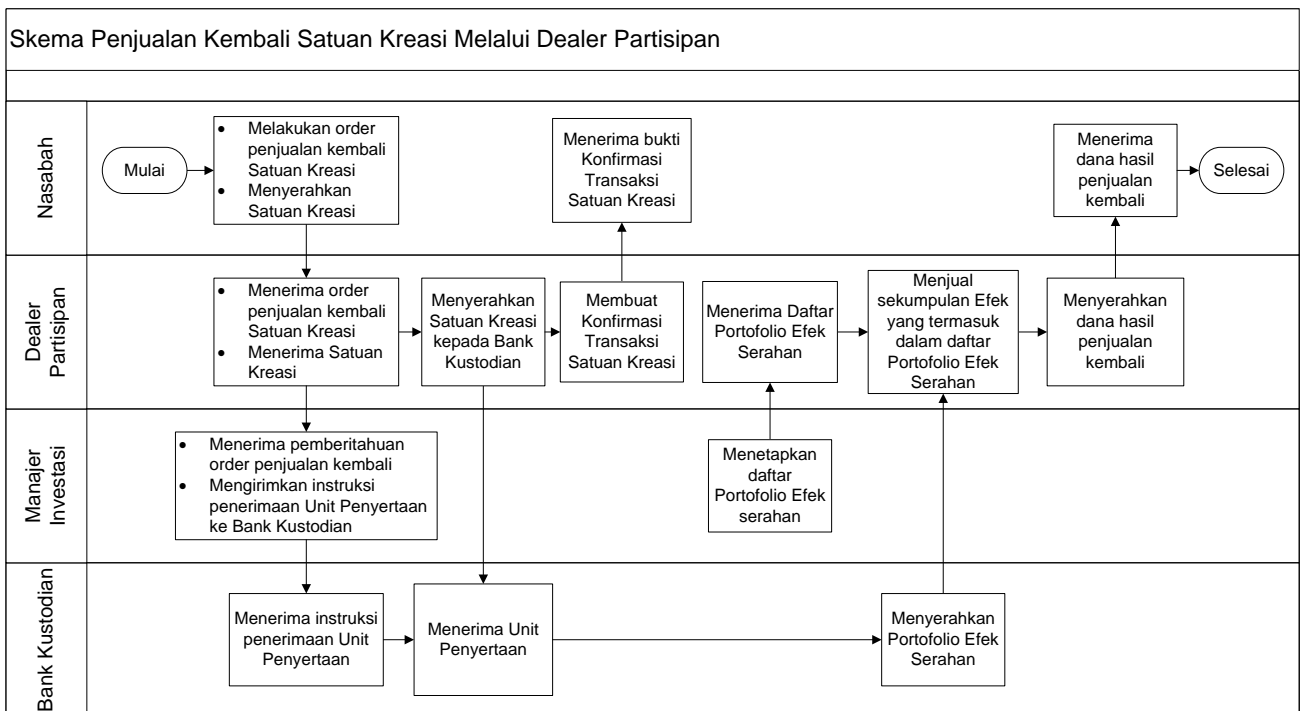 Skema Penjualan Kembali Satuan Kreasi Melalui Dealer Partisipan
Nasabah
Mulai
• Melakukan order
penjualan kembali
Satuan Kreasi
• Menyerahkan
Satuan Kreasi
Menerima bukti
Konfirmasi
Transaksi
Satuan Kreasi
Menerima
dana hasil
penjualan
kembali
Selesai
Dealer
Partisipan
• Menerima order
penjualan kembali
Satuan Kreasi
• Menerima Satuan
Kreasi
Menyerahkan
Satuan Kreasi
kepada Bank
Kustodian
Membuat
Konfirmasi
Transaksi
Satuan Kreasi
Menerima Daftar
Portofolio Efek
Serahan
Menjual
sekumpulan Efek
yang termasuk
dalam daftar
Portofolio Efek
Serahan
Menyerahkan
dana hasil
penjualan
kembali
Manajer
Investasi
• Menerima pemberitahuan
order penjualan kembali
• Mengirimkan instruksi
penerimaan Unit Penyertaan
ke Bank Kustodian
Menetapkan
daftar
Portofolio Efek
serahan
Bank Kustodian
Menerima instruksi
penerimaan Unit
Penyertaan
Menerima Unit
Penyertaan
Menyerahkan
Portofolio Efek
Serahan